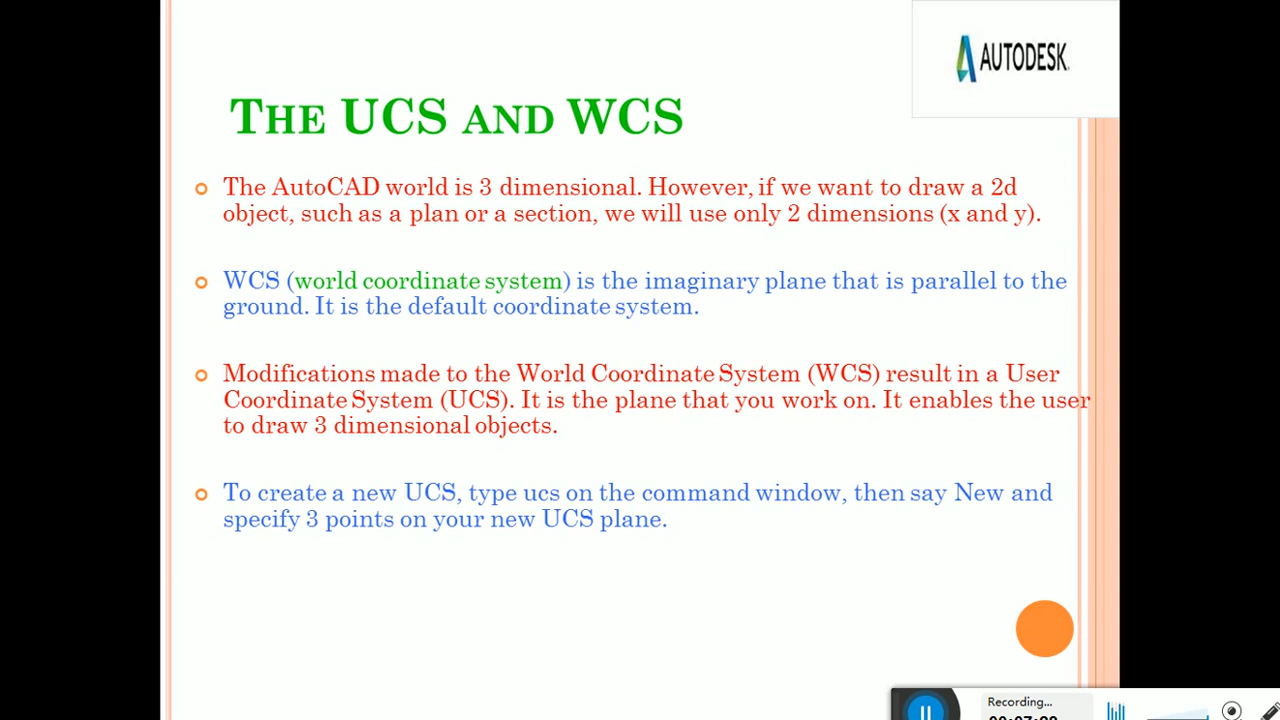 AUTODESK
THE UCS AND WCS
The AutoCAD world is 3 dimensional. However, if we want to draw a 2d
object, such as a plan or a section, we will use only 2 dimensions (x and y).
WCS (world coordinate system) is the imaginary plane that is parallel to the
ground. It is the default coordinate system.
Modifications made to the World Coordinate System (WCS) result in a User
Coordinate System (UCS). It is the plane that you work on. It enables the user
to draw 3 dimensional objects.
To create a new UCS, type ucs on the command window, then say New and
specify 3 points on your new UCS plane.
Recording...